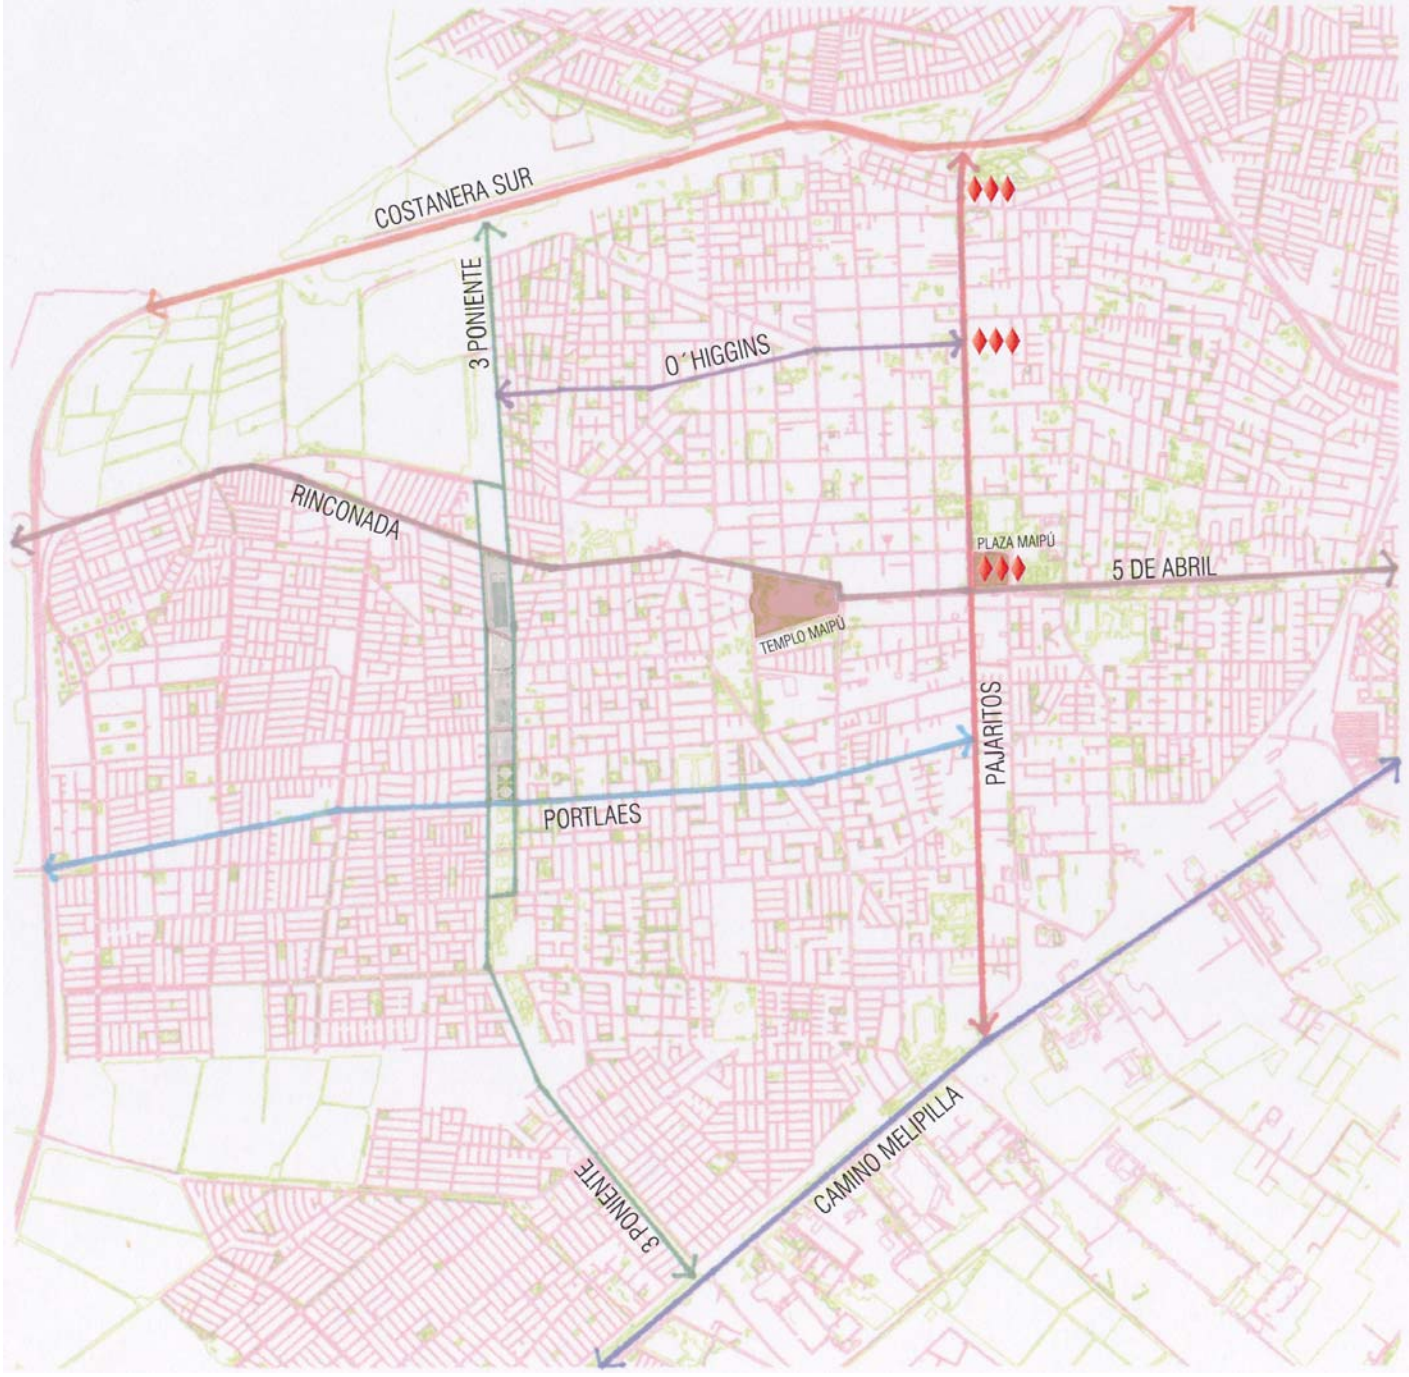 COSTANERA SUR
3 PONIENTE
O´HIGGINS
RINCONADA
PLAZA MAIPÚ
5 DE ABRIL
TEMPLO MAIPÚ
PAJARITOS
PORTLAES
CAMINO MELIPILLA
3 PONIENTE